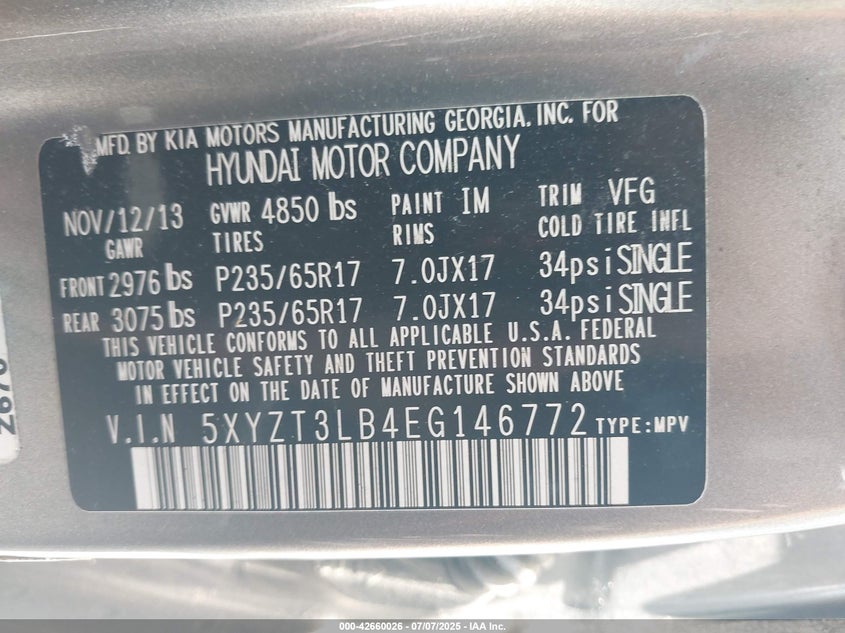 MFD. BY KIA MOTORS MANUFACTURING GEORGIA. INC. FOR
HYUNDAI MOTOR COMPANY
NOV/12/13 GVWR 4850 lbs PAINT IM TRIM VFG
GAWR TIRES RIMS COLD TIRE INFL
FRONT 2976 lbs P235/65R17 7.0JX17 34psi SINGLE
REAR 3075 lbs P235/65R17 7.0JX17 34psi SINGLE
THIS VEHICLE CONFORMS TO ALL APPLICABLE U.S.A. FEDERAL
MOTOR VEHICLE SAFETY AND THEFT PREVENTION STANDARDS
IN EFFECT ON THE DATE OF MANUFACTURE SHOWN ABOVE
V.I.N 5XYZT3LB4EG146772 TYPE:MPV
000-42660026 - 07/07/2025 - IAA Inc.